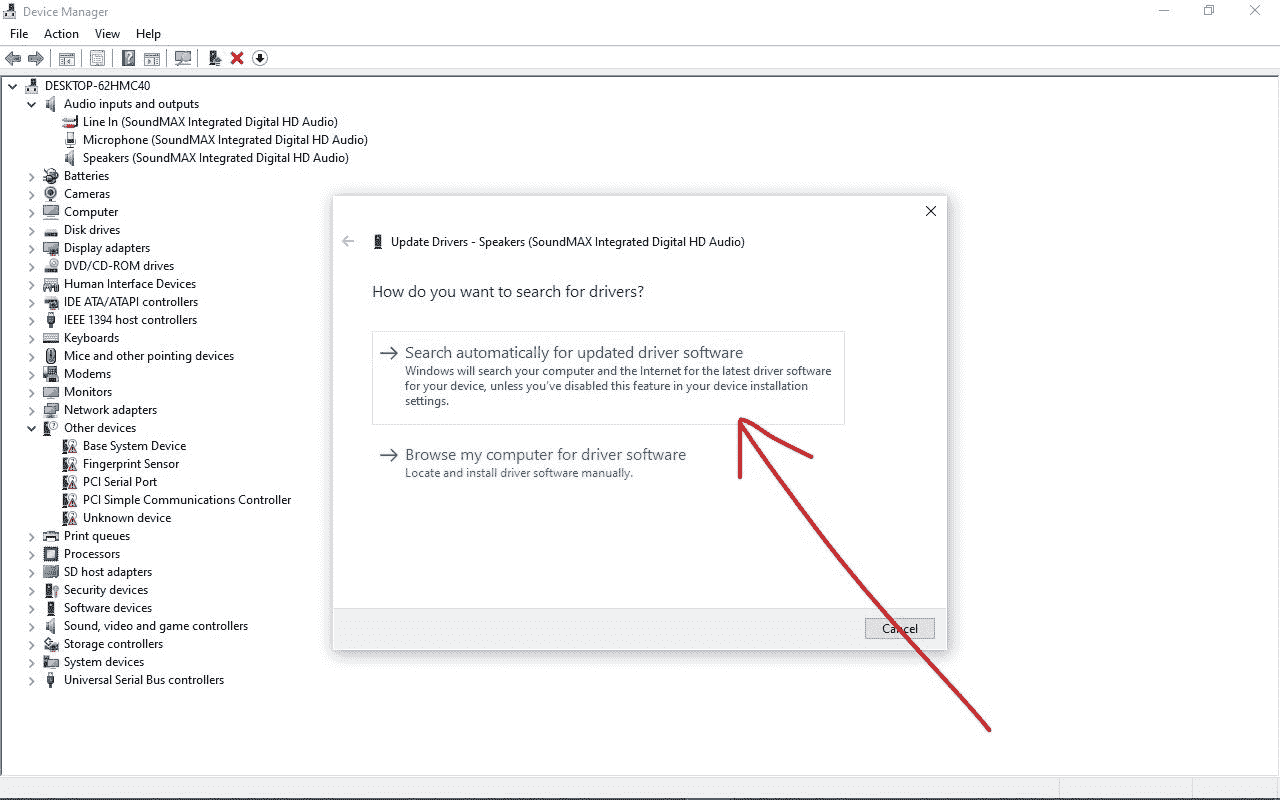 Device Manager
File Action View Help
DESKTOP-62HMC40
Audio inputs and outputs
Line In (SoundMAX Integrated Digital HD Audio)
Microphone (SoundMAX Integrated Digital HD Audio)
Speakers (SoundMAX Integrated Digital HD Audio)
Batteries
Cameras
Computer
Disk drives
Display adapters
DVD/CD-ROM drives
Human Interface Devices
IDE ATA/ATAPI controllers
IEEE 1394 host controllers
Keyboards
Mice and other pointing devices
Modems
Monitors
Network adapters
Other devices
Base System Device
Fingerprint Sensor
PCI Serial Port
PCI Simple Communications Controller
Unknown device
Print queues
Processors
SD host adapters
Security devices
Software devices
Sound, video and game controllers
Storage controllers
System devices
Universal Serial Bus controllers
Update Drivers - Speakers (SoundMAX Integrated Digital HD Audio)
How do you want to search for drivers?
Search automatically for updated driver software
Windows will search your computer and the Internet for the latest driver software
for your device, unless you've disabled this feature in your device installation
settings.
Browse my computer for driver software
Locate and install driver software manually.
Cancel